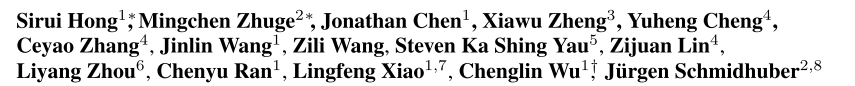 Sirui Hong¹*, Mingchen Zhuge²*, Jonathan Chen¹, Xiawu Zheng³, Yuheng Cheng⁴,
Ceyao Zhang⁴, Jinlin Wang¹, Zili Wang, Steven Ka Shing Yau⁵, Zijuan Lin⁴,
Liyang Zhou⁶, Chenyu Ran¹, Lingfeng Xiao¹,⁷, Chenglin Wu¹†, Jürgen Schmidhuber²,⁸